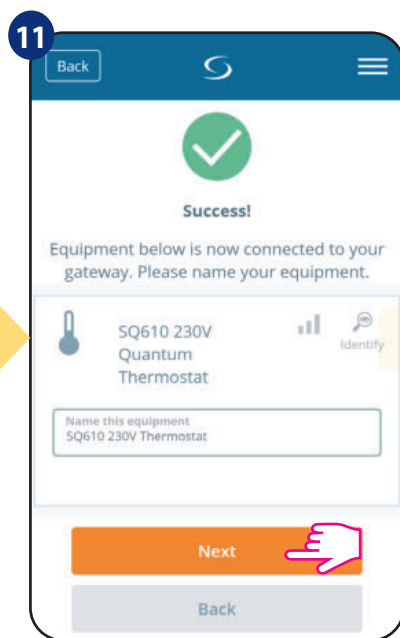 11
Back
Success!
Equipment below is now connected to your
gateway. Please name your equipment.
SQ610 230V
Quantum
Thermostat
Identify
Name this equipment
SQ610 230V Thermostat
Next
Back